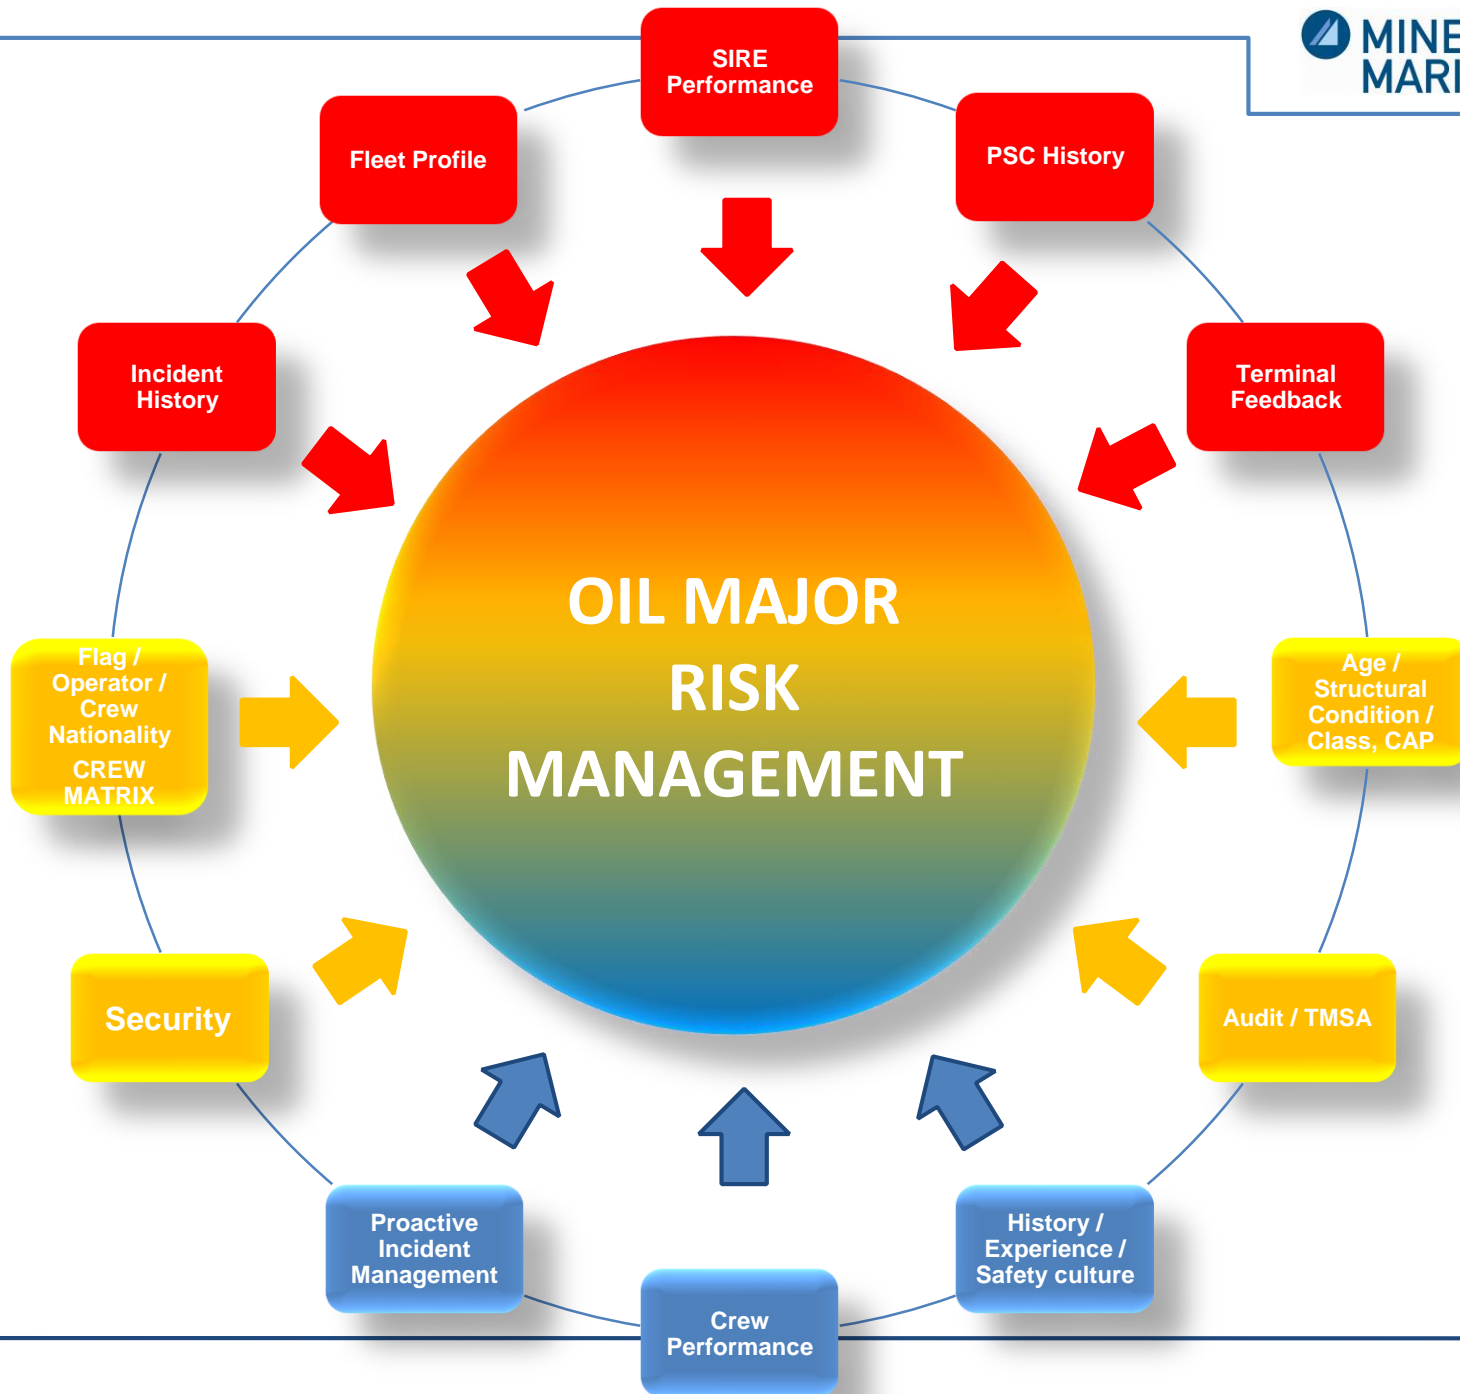 SIRE
Performance
MINE
MARI
Fleet Profile
PSC History
Incident
History
Terminal
Feedback
OIL MAJOR
RISK
MANAGEMENT
Flag /
Operator /
Crew
Nationality
CREW
MATRIX
Age /
Structural
Condition /
Class, CAP
Security
Audit / TMSA
Proactive
Incident
Management
History /
Experience /
Safety culture
Crew
Performance